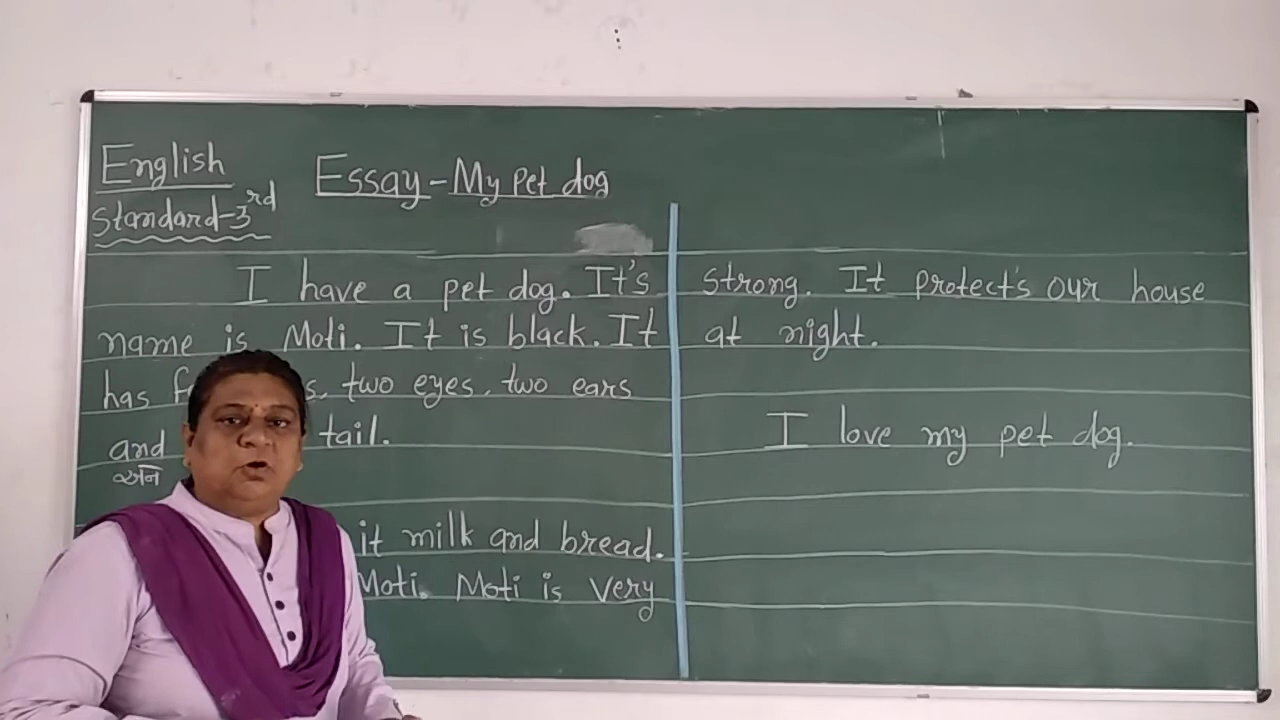 English
Standard-3rd
Essay-My pet dog
I have a pet dog. It's
name is Moti. It is black. It
has two eyes, two ears
and tail.
અને
it milk and bread.
Moti. Moti is very
strong. It protect's our house
at night.
I love my pet dog.